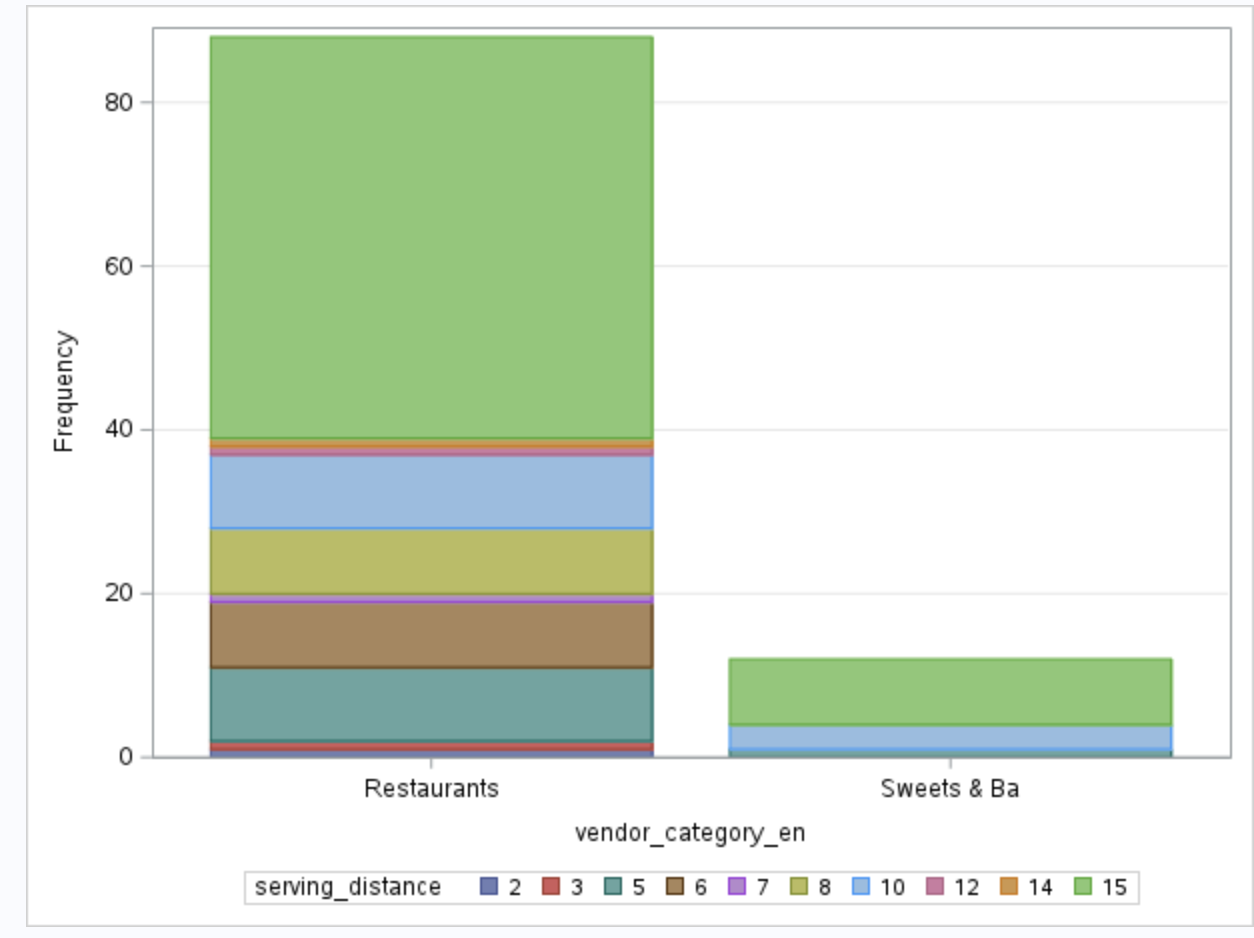 80
60
40
20
0
Frequency
Restaurants Sweets & Ba
vendor_category_en
serving_distance 2 3 5 6 7 8 10 12 14 15